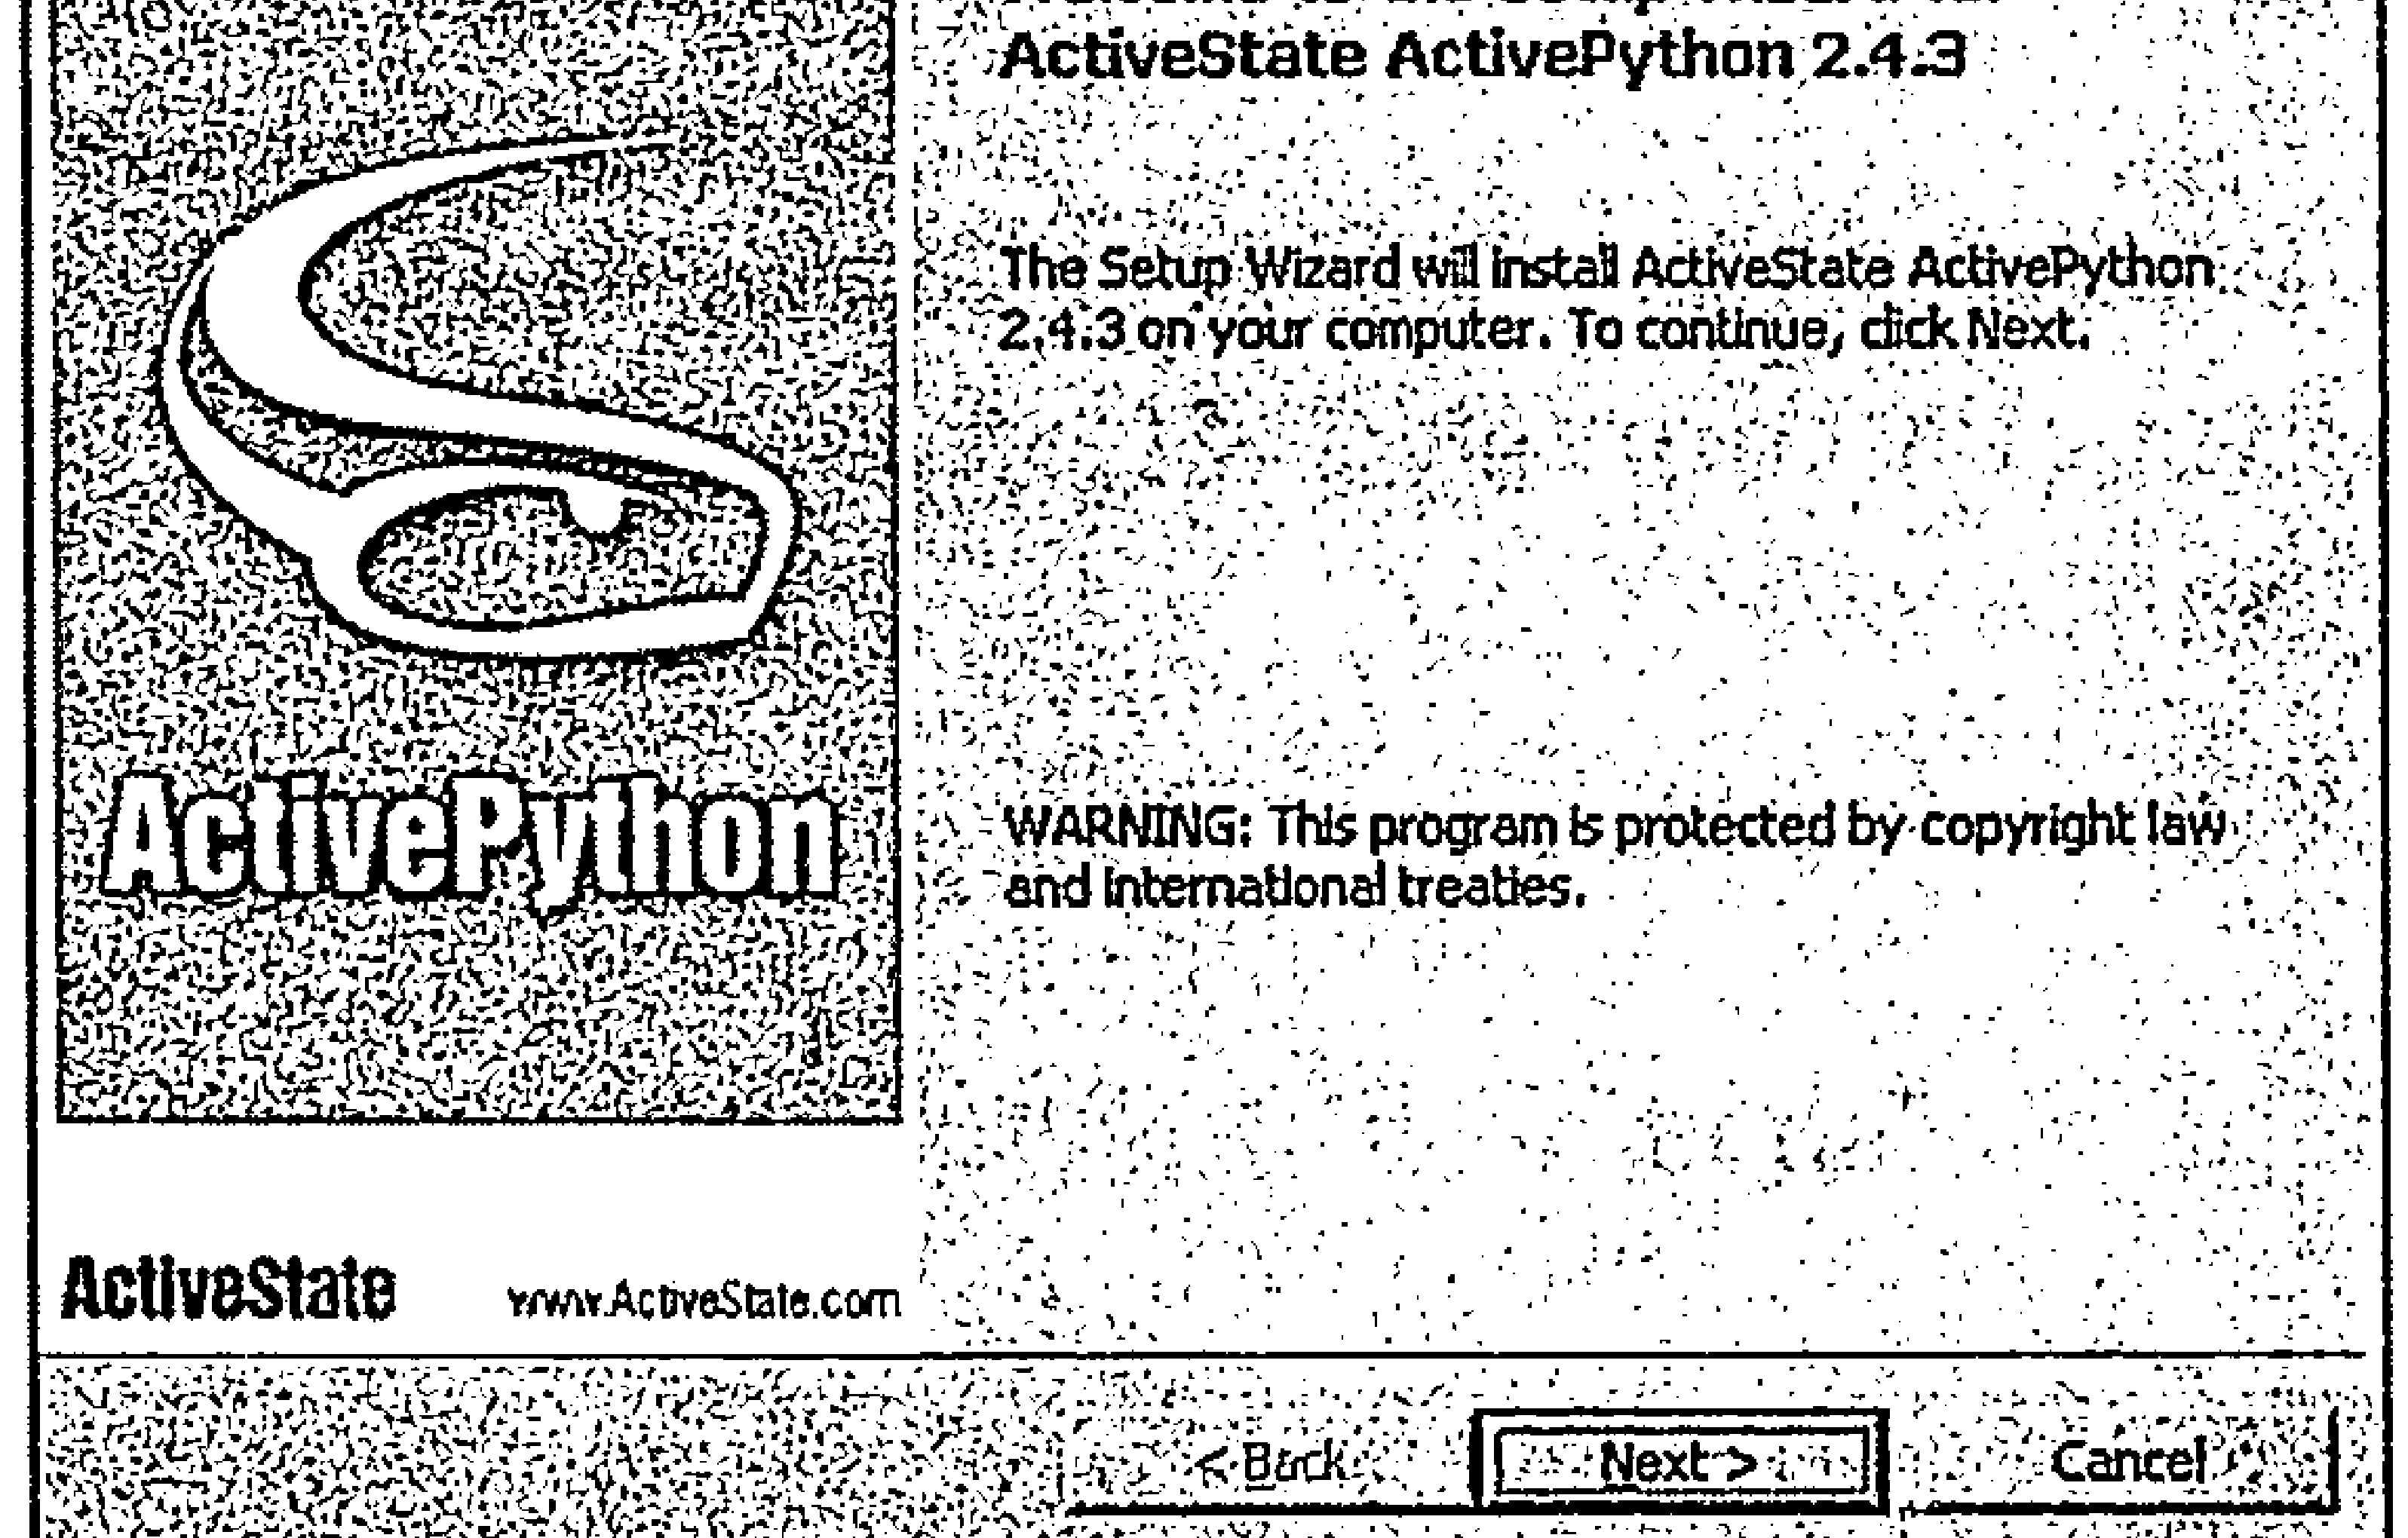 ActiveState ActivePython 2.4.3
The Setup Wizard will install ActiveState ActivePython
2.4.3 on your computer. To continue, click Next.
ActivePython
WARNING: This program is protected by copyright law
and international treaties.
ActiveState www.ActiveState.com
< Back Next > Cancel